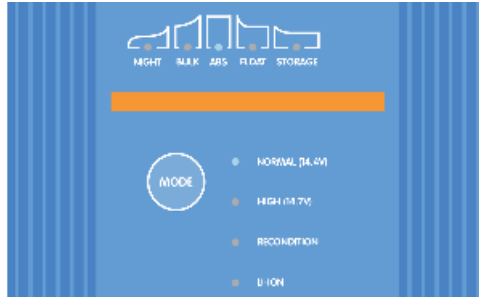 NIGHT BULK ABS FLOAT STORAGE
MODE
NORMAL (14.4V)
HIGH (14.7V)
RECONDITION
LI-ION